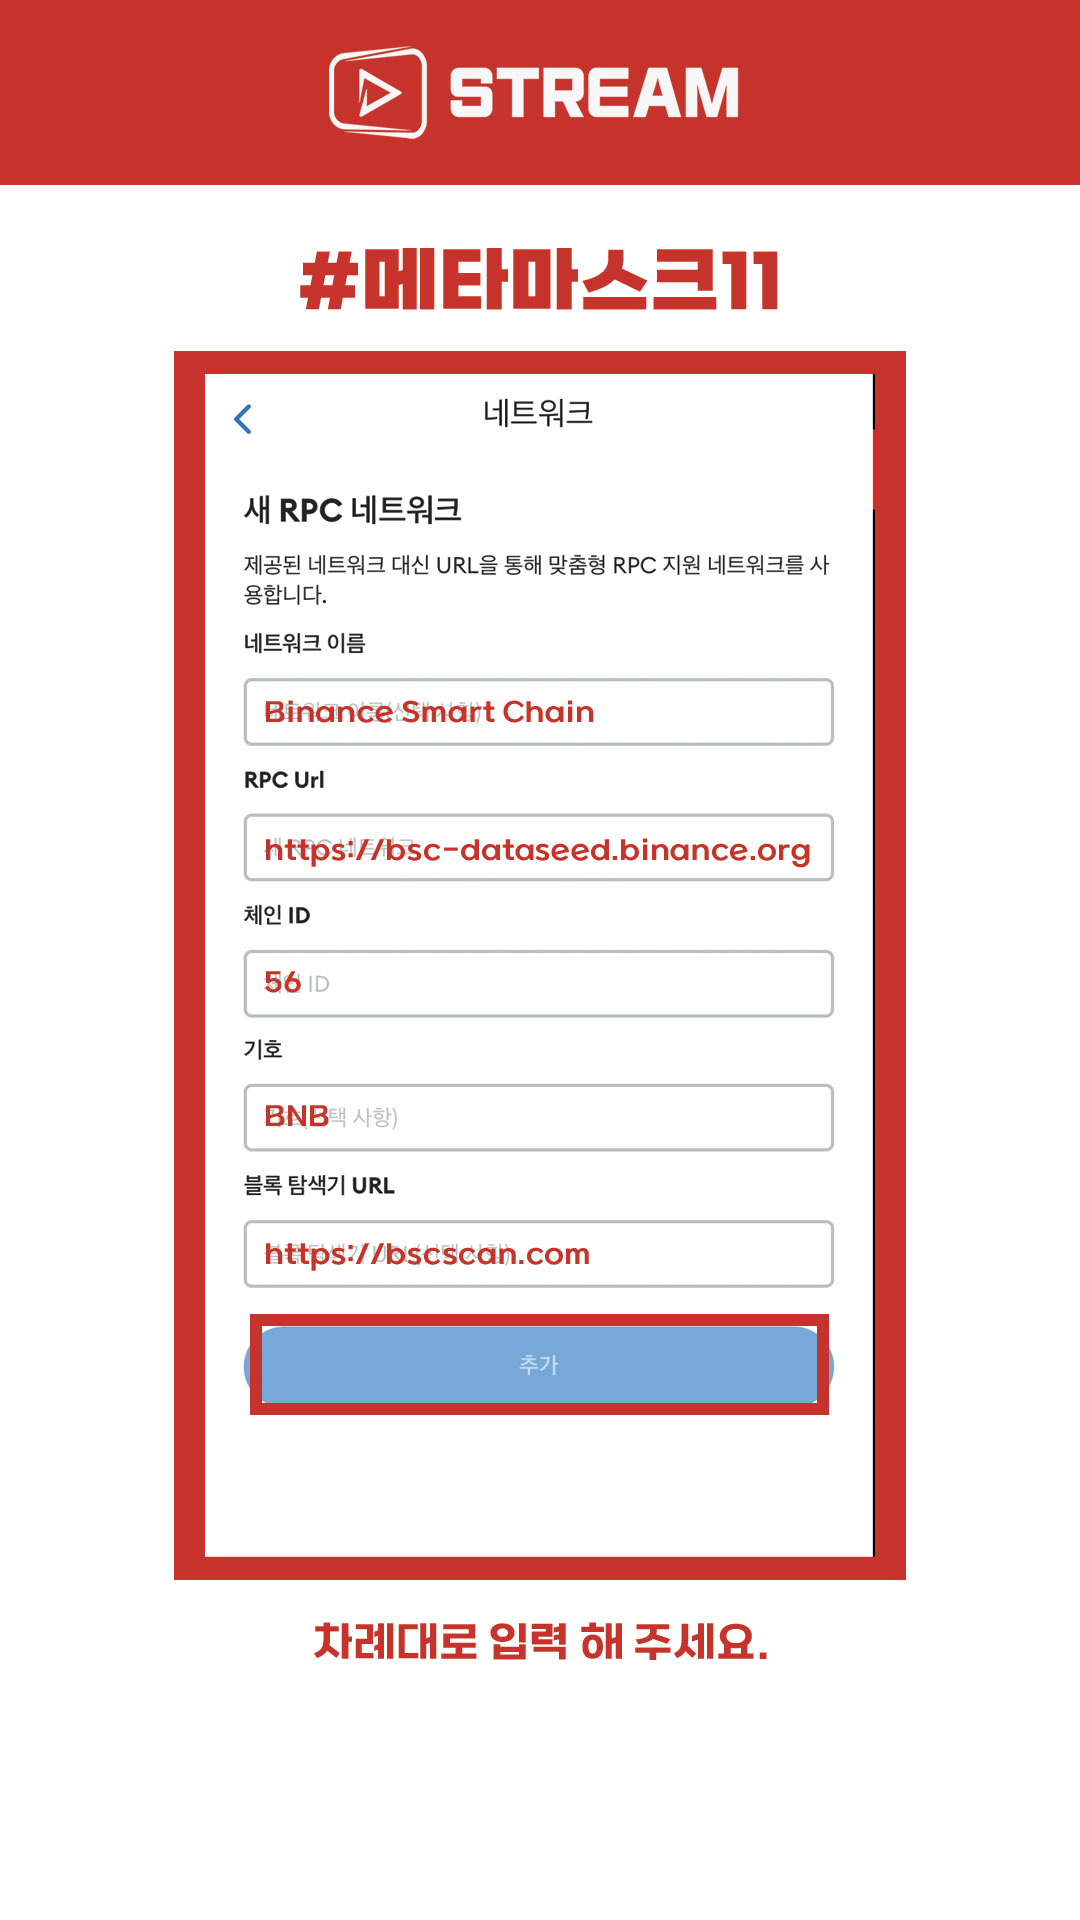 STREAM
#메타마스크11
네트워크
새 RPC 네트워크
제공된 네트워크 대신 URL을 통해 맞춤형 RPC 지원 네트워크를 사
용합니다.
네트워크 이름
Binance Smart Chain
RPC Url
https://bsc-dataseed.binance.org
체인 ID
56
ID
기호
BNB
택 사항)
블록 탐색기 URL
https://bscscan.com
추가
차례대로 입력 해 주세요.